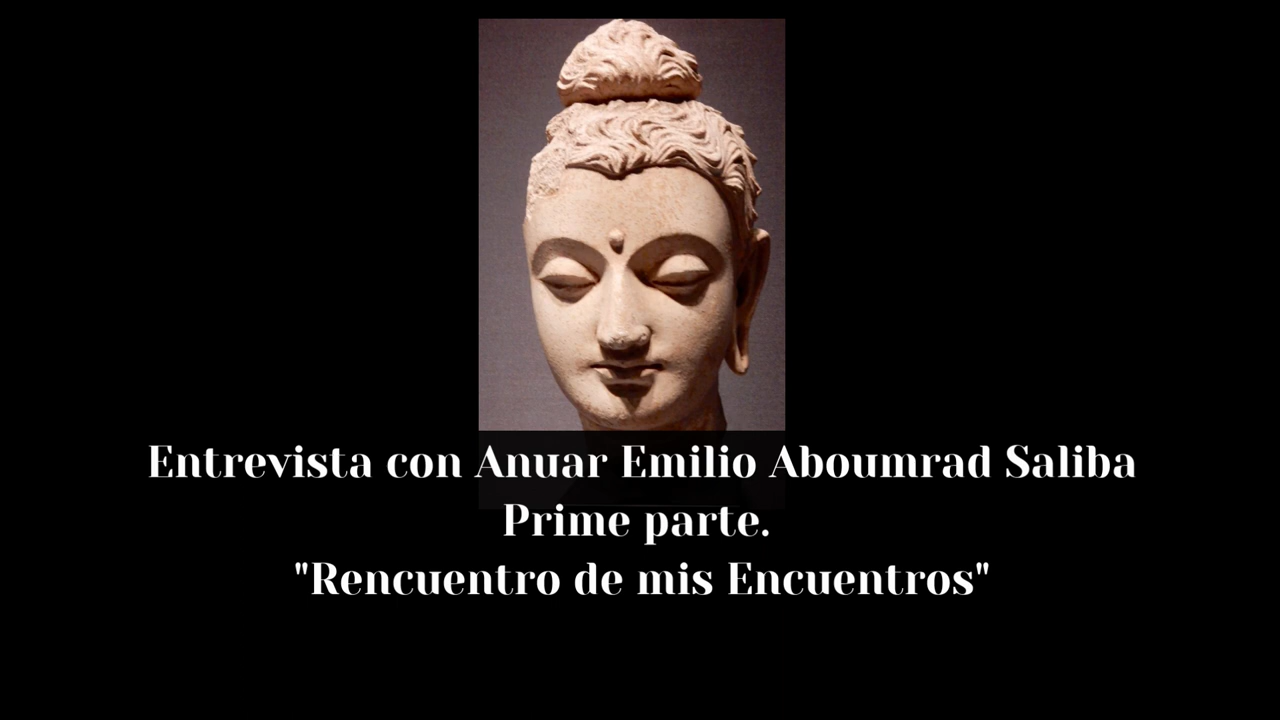 Entrevista con Anuar Emilio Aboumrad Saliba
Prime parte.
"Rencuentro de mis Encuentros"